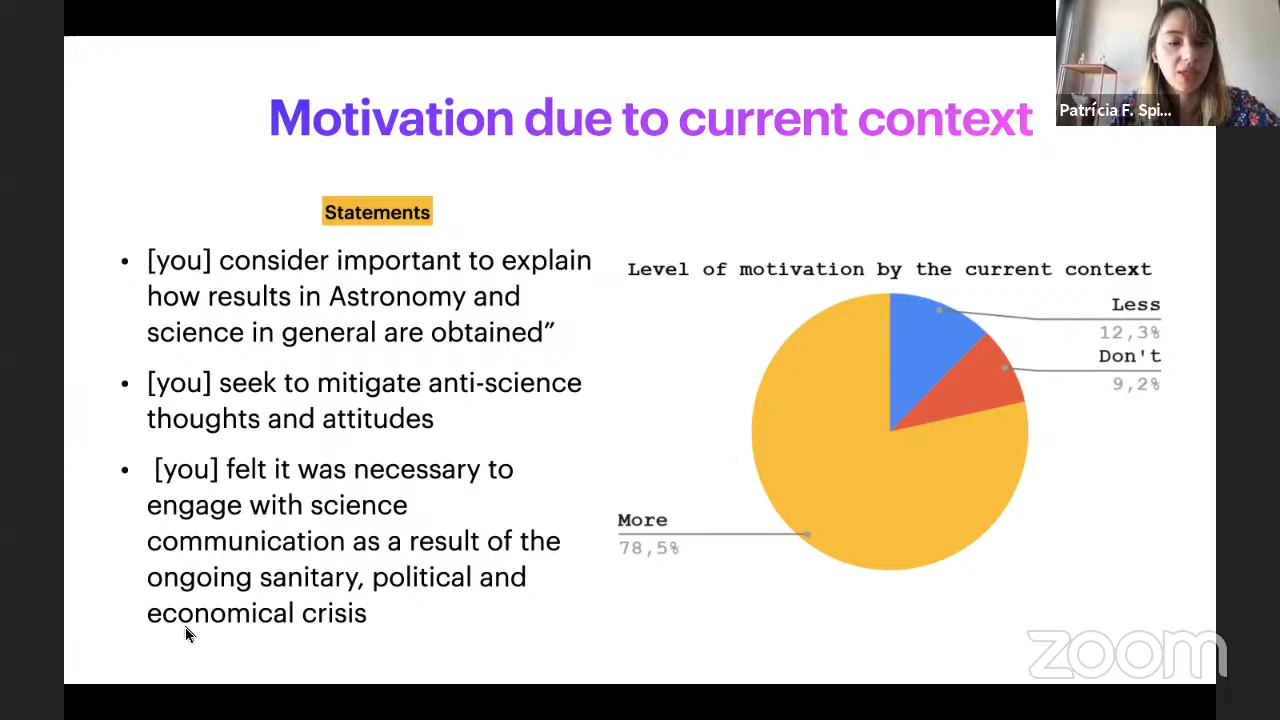 Motivation due to current context
Patrícia F. Spi...
Statements
• [you] consider important to explain
how results in Astronomy and
science in general are obtained”
• [you] seek to mitigate anti-science
thoughts and attitudes
• [you] felt it was necessary to
engage with science
communication as a result of the
ongoing sanitary, political and
economical crisis
Level of motivation by the current context
Less
12,3%
Don't
9,2%
More
78,5%
zoom